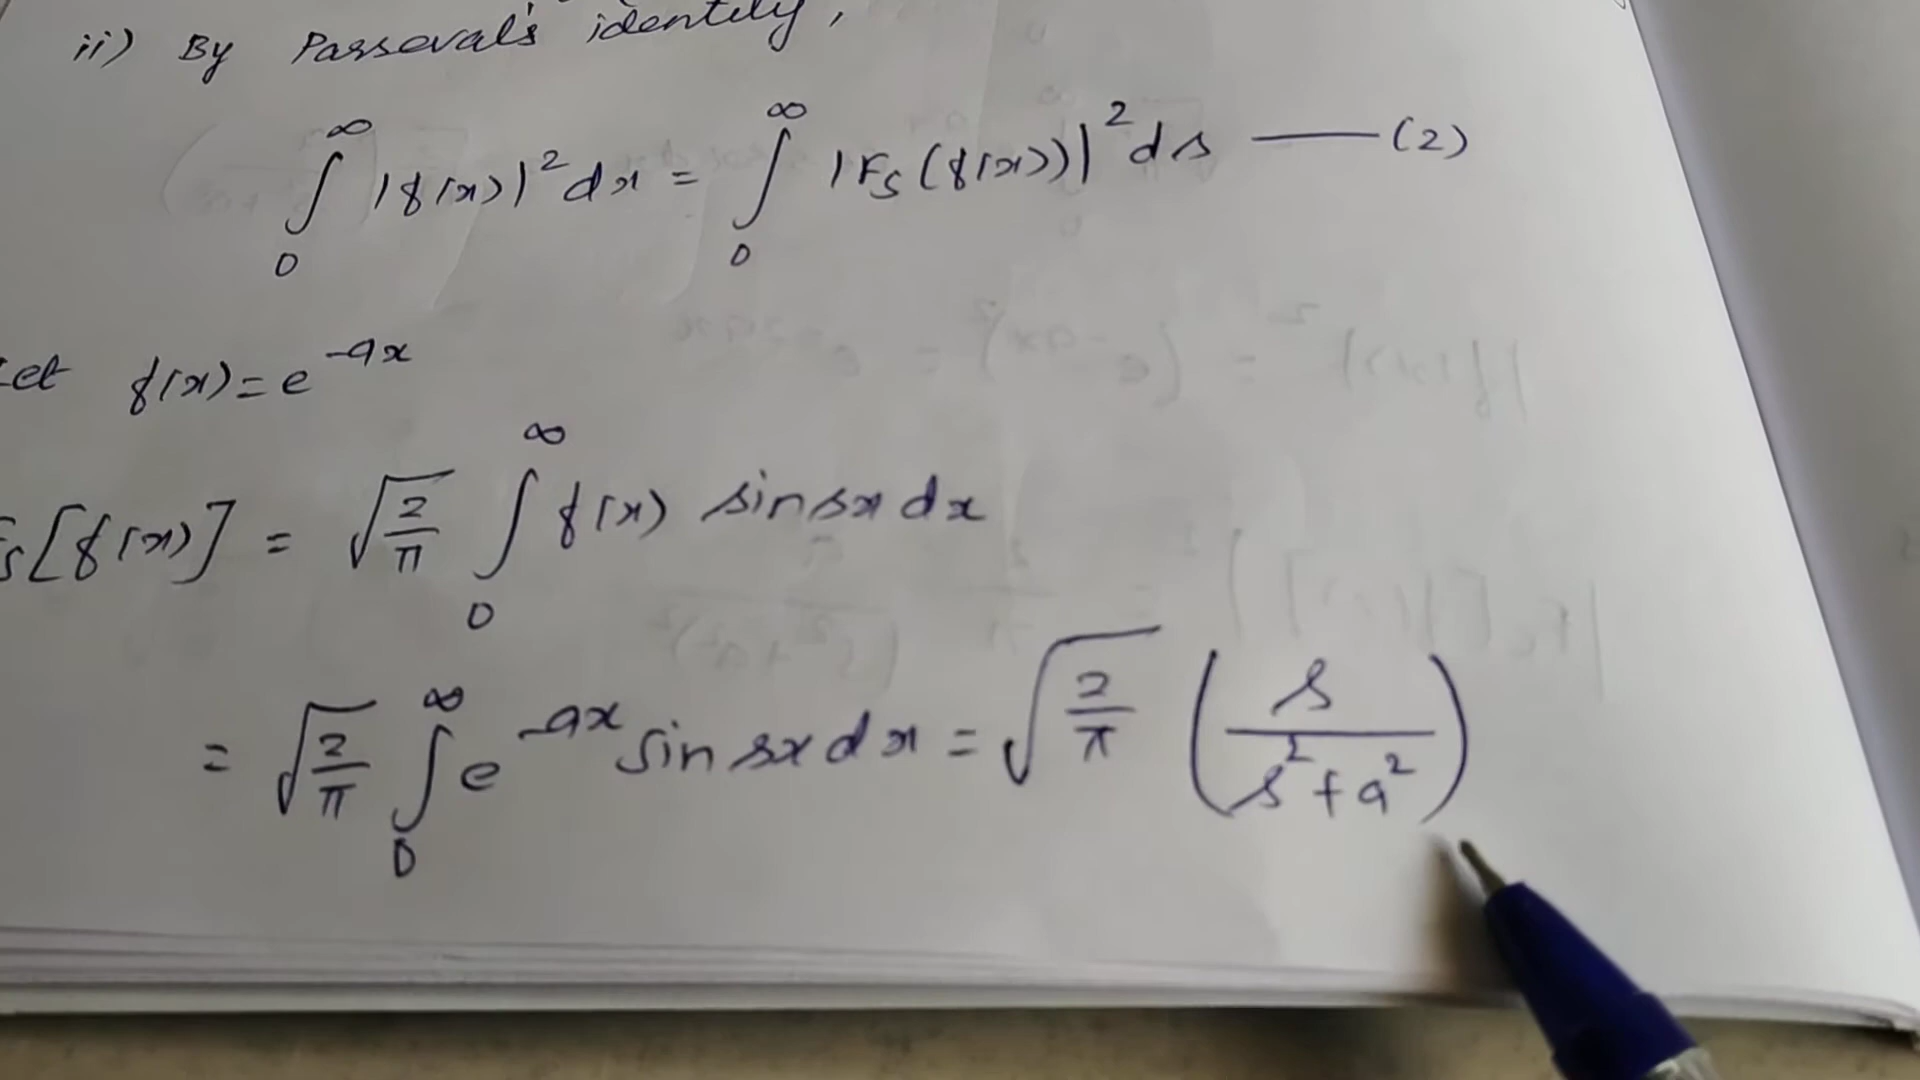 ii) By Parseval's identity,
∫₀^∞ |f(x)|² dx = ∫₀^∞ |Fs(f(x))|² ds —— (2)
Let f(x) = e^{-ax}
Fs[f(x)] = √(2/π) ∫₀^∞ f(x) sin sx dx
= √(2/π) ∫₀^∞ e^{-ax} sin sx dx = √(2/π) (s/(s²+a²))